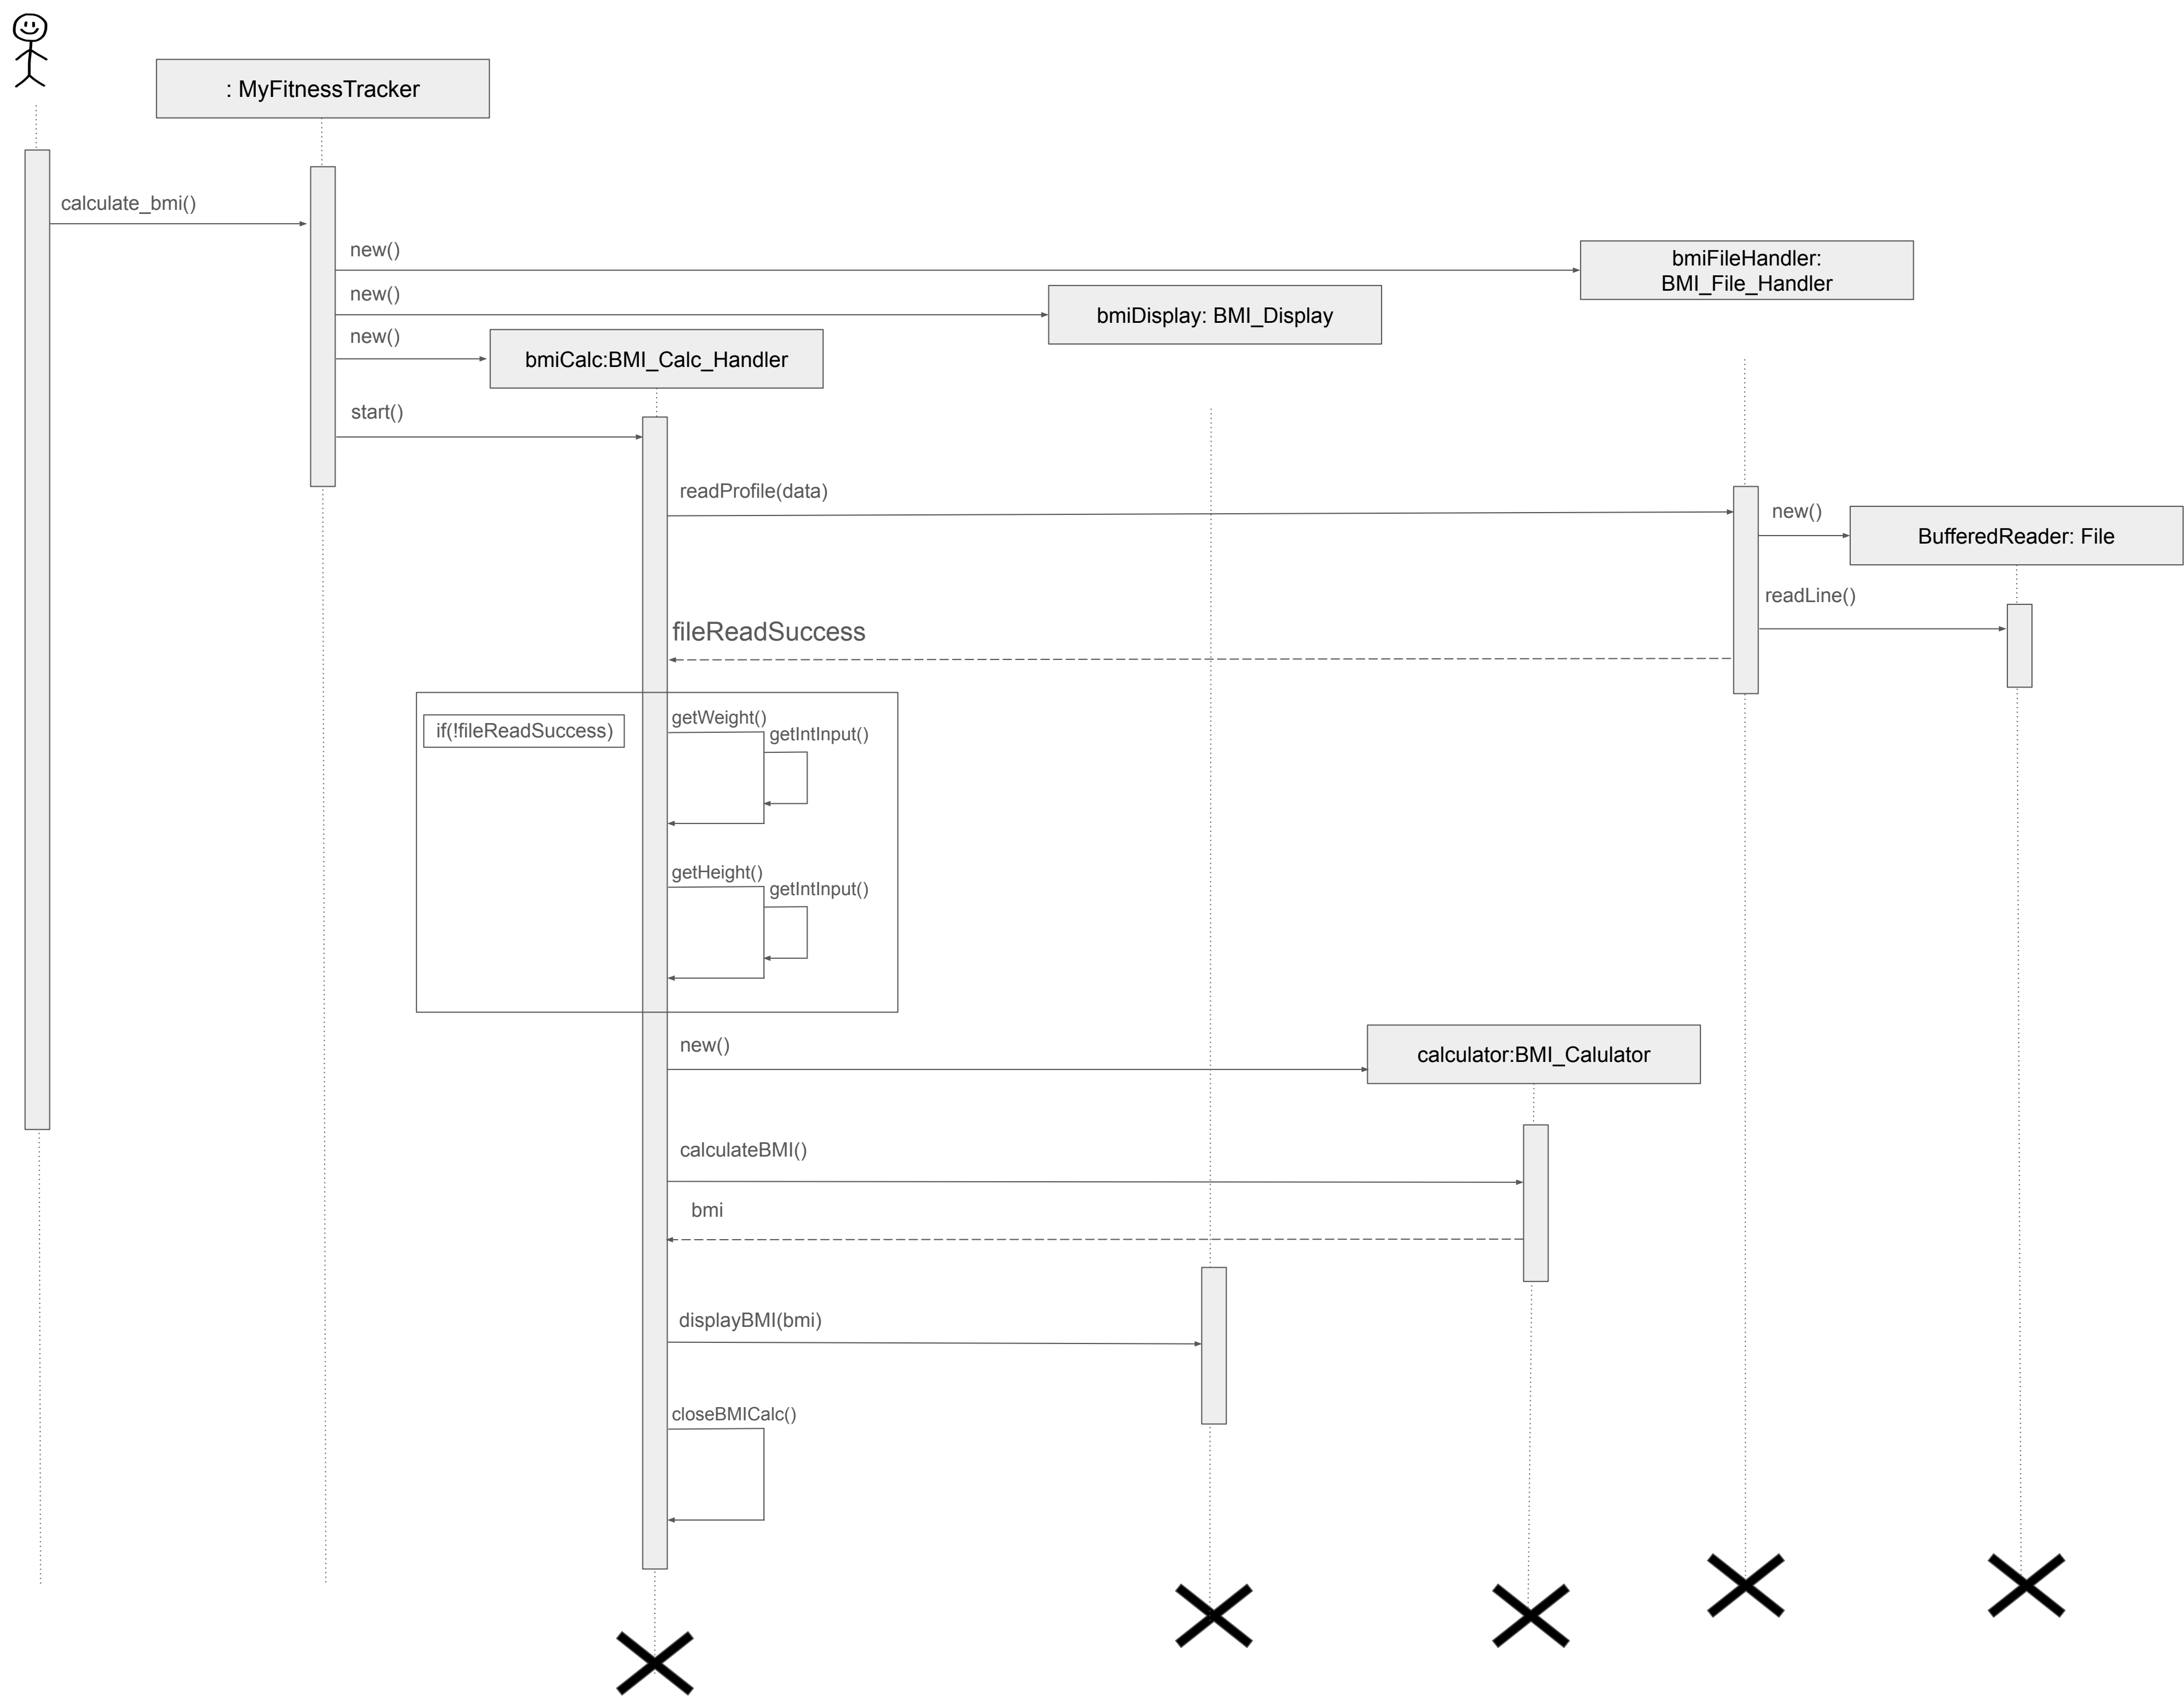 : MyFitnessTracker
calculate_bmi()
new()
bmiFileHandler:
BMI_File_Handler
new()
bmiDisplay: BMI_Display
new()
bmiCalc:BMI_Calc_Handler
start()
readProfile(data)
new()
BufferedReader: File
readLine()
fileReadSuccess
if(!fileReadSuccess)
getWeight()
getIntInput()
getHeight()
getIntInput()
new()
calculator:BMI_Calulator
calculateBMI()
bmi
displayBMI(bmi)
closeBMICalc()